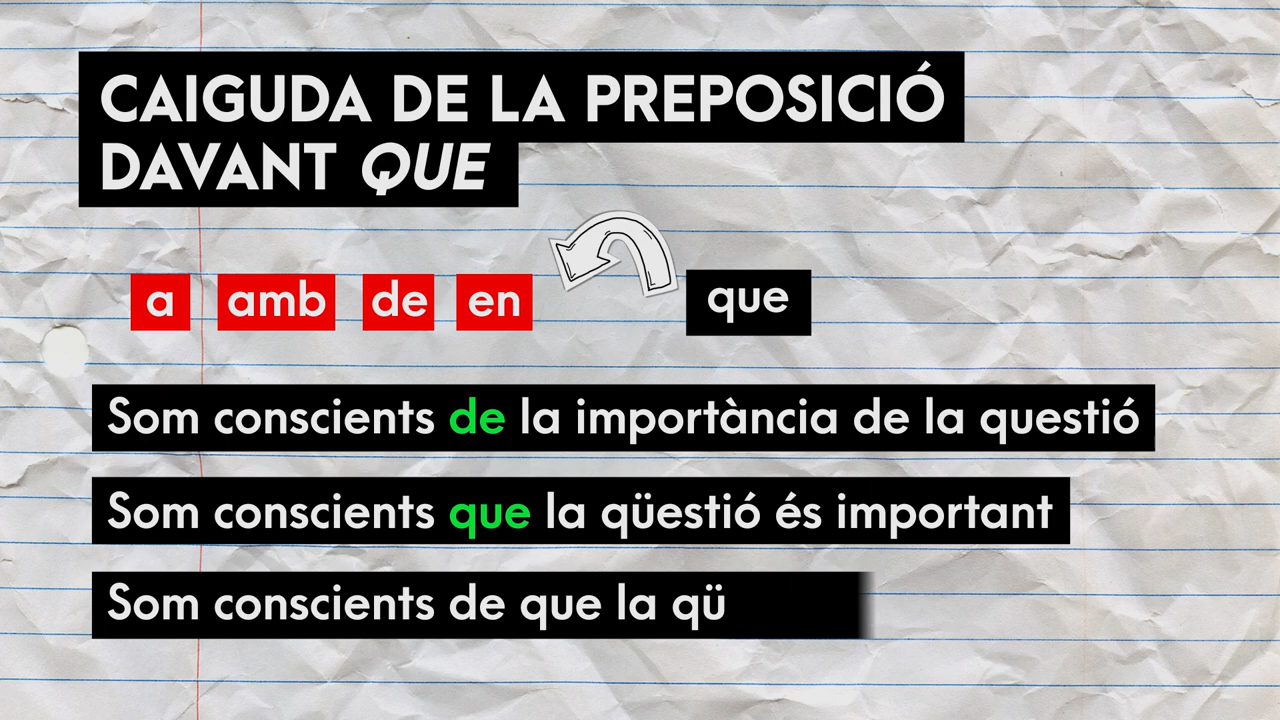 CAIGUDA DE LA PREPOSICIÓ
DAVANT QUE
a amb de en que
Som conscients de la importància de la questió
Som conscients que la qüestió és important
Som conscients de que la qü